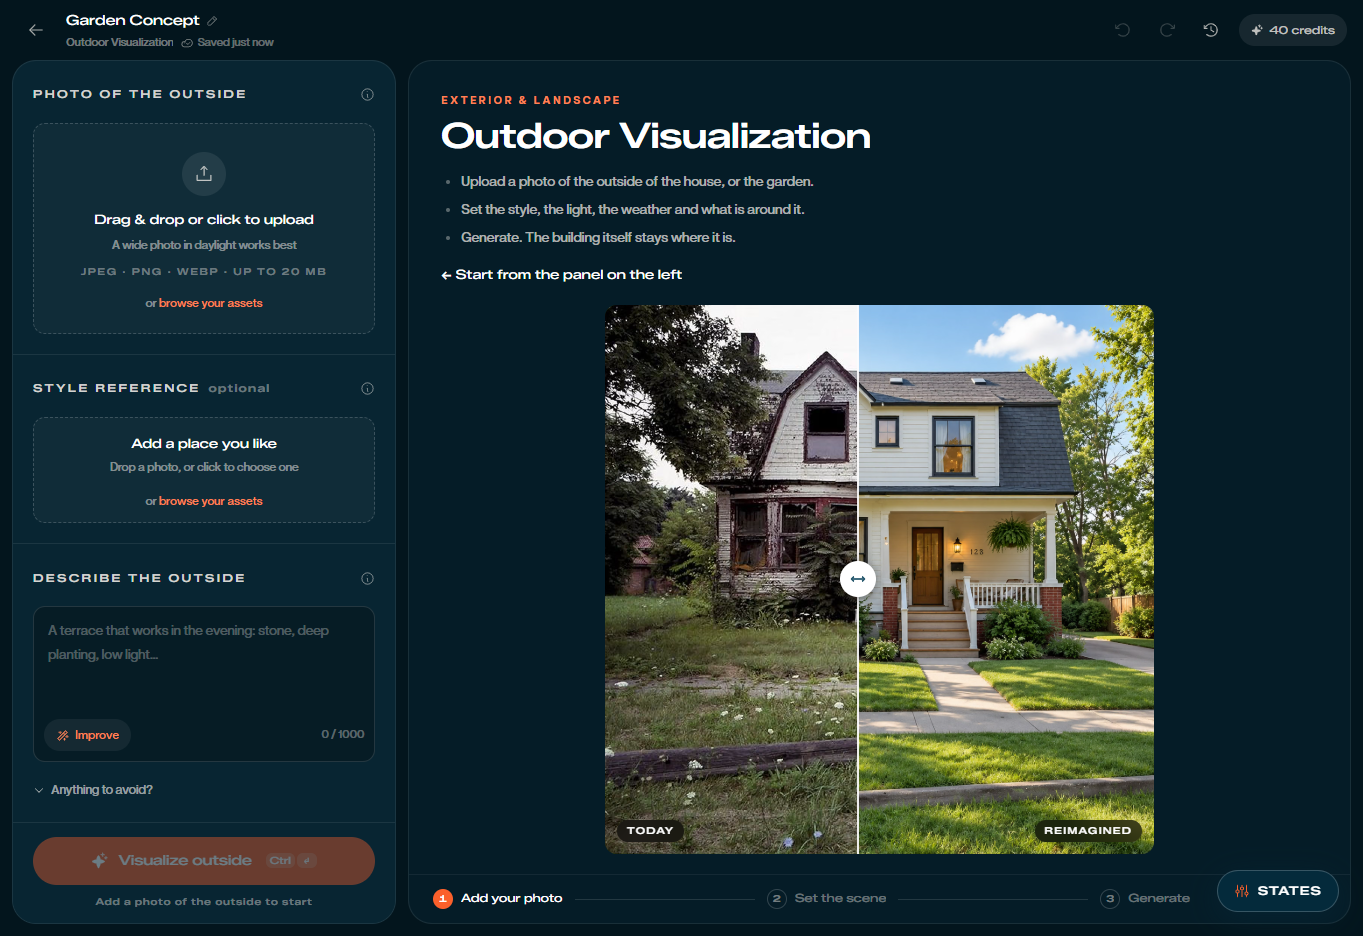 Garden Concept
Outdoor Visualization Saved just now
40 credits
PHOTO OF THE OUTSIDE
Drag & drop or click to upload
A wide photo in daylight works best
JPEG · PNG · WEBP · UP TO 20 MB
or browse your assets
STYLE REFERENCE optional
Add a place you like
Drop a photo, or click to choose one
or browse your assets
DESCRIBE THE OUTSIDE
A terrace that works in the evening: stone, deep
planting, low light...
Improve
0 / 1000
Anything to avoid?
Visualize outside Ctrl ↲
Add a photo of the outside to start
EXTERIOR & LANDSCAPE
Outdoor Visualization
• Upload a photo of the outside of the house, or the garden.
• Set the style, the light, the weather and what is around it.
• Generate. The building itself stays where it is.
← Start from the panel on the left
123
TODAY
REIMAGINED
1 Add your photo
2 Set the scene
3 Generate
STATES